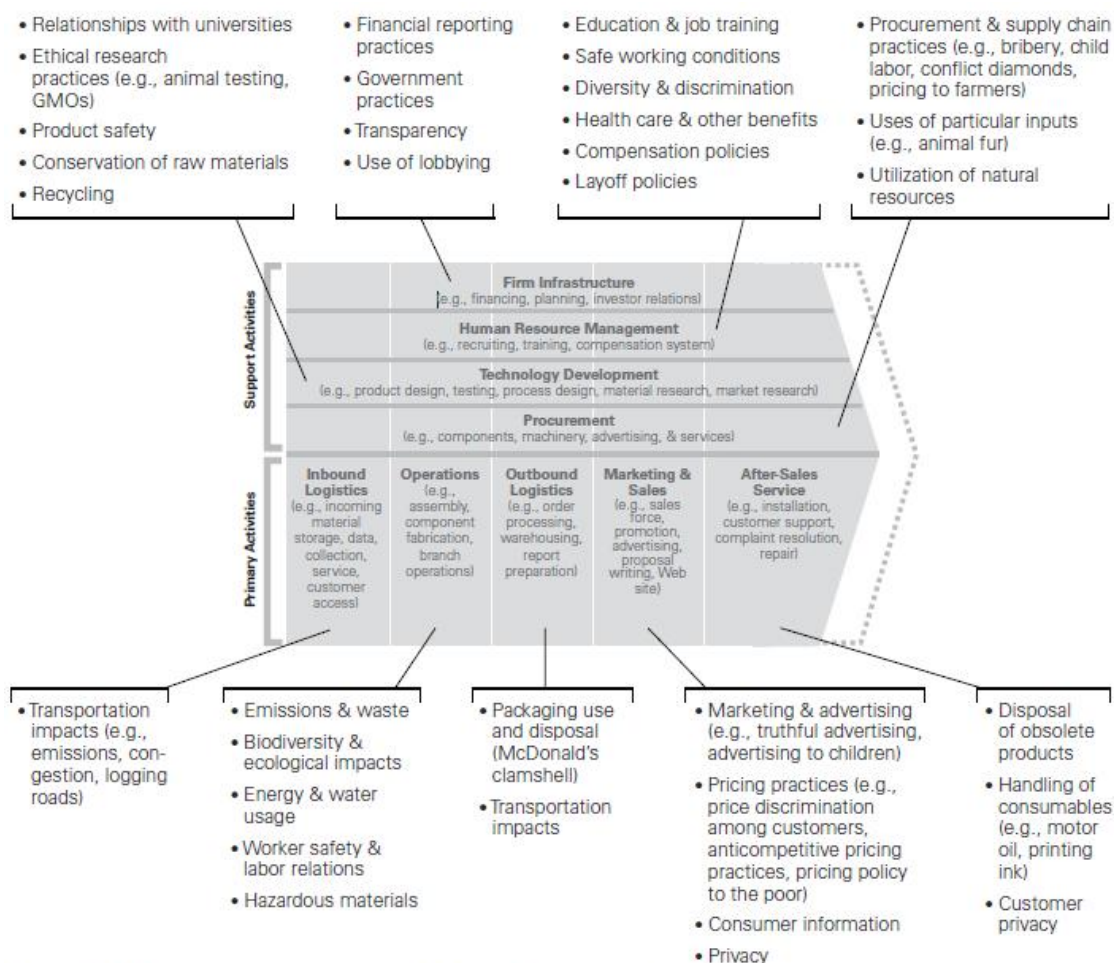 • Relationships with universities
• Ethical research
practices (e.g., animal testing,
GMOs)
• Product safety
• Conservation of raw materials
• Recycling
• Financial reporting
practices
• Government
practices
• Transparency
• Use of lobbying
• Education & job training
• Safe working conditions
• Diversity & discrimination
• Health care & other benefits
• Compensation policies
• Layoff policies
• Procurement & supply chain
practices (e.g., bribery, child
labor, conflict diamonds,
pricing to farmers)
• Uses of particular inputs
(e.g., animal fur)
• Utilization of natural
resources
Support Activities
Firm Infrastructure
(e.g., financing, planning, investor relations)
Human Resource Management
(e.g., recruiting, training, compensation system)
Technology Development
(e.g., product design, testing, process design, material research, market research)
Procurement
(e.g., components, machinery, advertising, & services)
Primary Activities
Inbound
Logistics
(e.g., incoming
material
storage, data,
collection,
service,
customer
access)
Operations
(e.g.,
assembly,
component
fabrication,
branch
operations)
Outbound
Logistics
(e.g., order
processing,
warehousing,
report
preparation)
Marketing &
Sales
(e.g., sales
force,
promotion,
advertising,
proposal
writing, Web
site)
After-Sales
Service
(e.g., installation,
customer support,
complaint resolution,
repair)
• Transportation
impacts (e.g.,
emissions, con-
gestion, logging
roads)
• Emissions & waste
• Biodiversity &
ecological impacts
• Energy & water
usage
• Worker safety &
labor relations
• Hazardous materials
• Packaging use
and disposal
(McDonald's
clamshell)
• Transportation
impacts
• Marketing & advertising
(e.g., truthful advertising,
advertising to children)
• Pricing practices (e.g.,
price discrimination
among customers,
anticompetitive pricing
practices, pricing policy
to the poor)
• Consumer information
• Privacy
• Disposal
of obsolete
products
• Handling of
consumables
(e.g., motor
oil, printing
ink)
• Customer
privacy